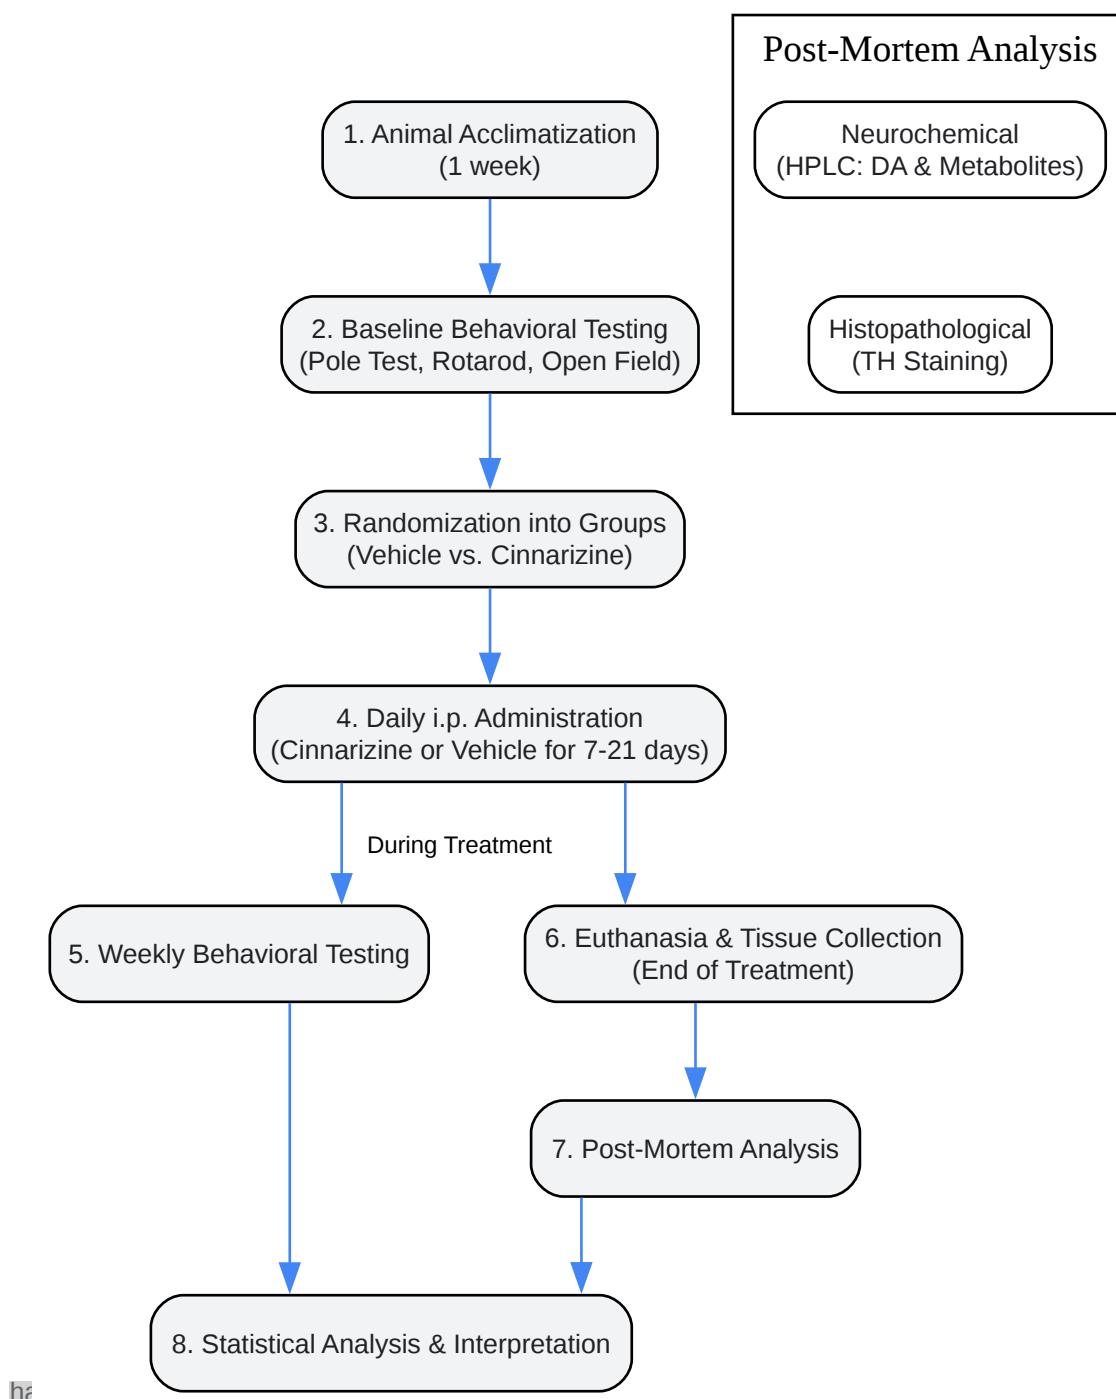 Post-Mortem Analysis
Neurochemical
(HPLC: DA & Metabolites)
Histopathological
(TH Staining)
1. Animal Acclimatization
(1 week)
2. Baseline Behavioral Testing
(Pole Test, Rotarod, Open Field)
3. Randomization into Groups
(Vehicle vs. Cinnarizine)
4. Daily i.p. Administration
(Cinnarizine or Vehicle for 7-21 days)
During Treatment
5. Weekly Behavioral Testing
6. Euthanasia & Tissue Collection
(End of Treatment)
7. Post-Mortem Analysis
8. Statistical Analysis & Interpretation